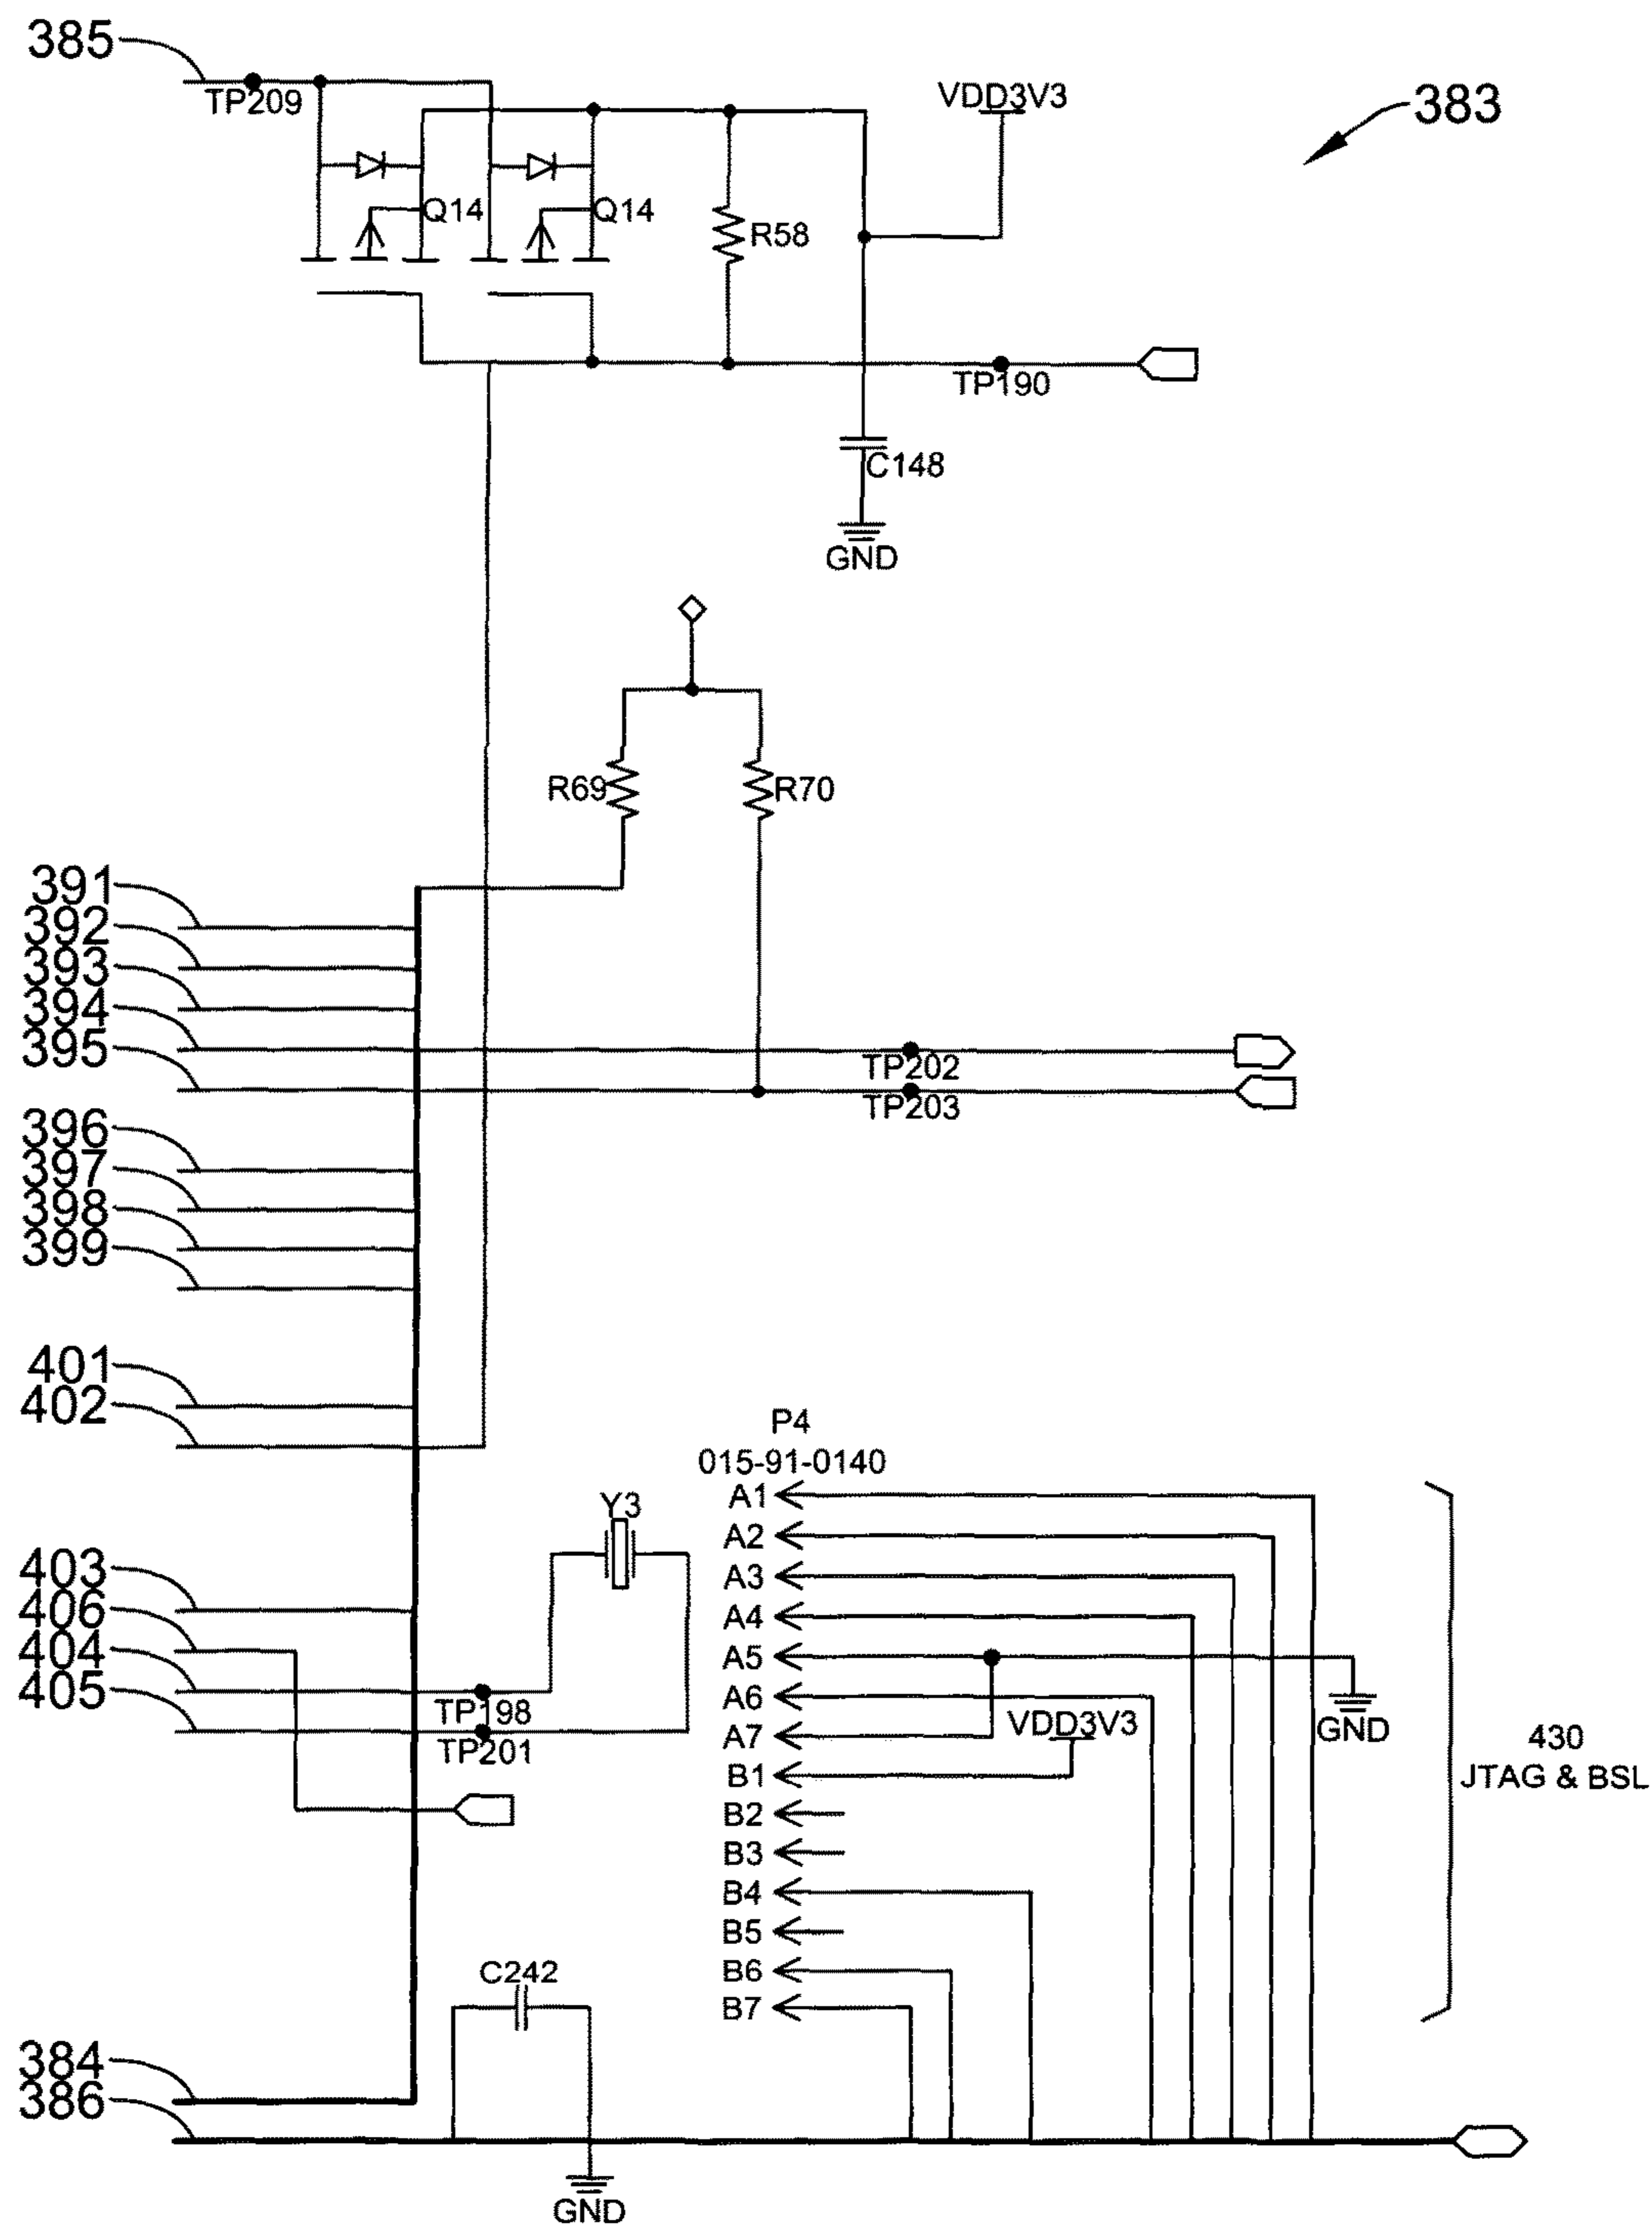 385
TP209
VDD3V3
383
Q14
Q14
R58
TP190
C148
GND
R69
R70
391
392
393
394
395
TP202
TP203
396
397
398
399
401
402
P4
015-91-0140
A1
Y3
A2
403
A3
406
A4
404
A5
405
A6
TP198
VDD3V3
GND
A7
TP201
430
JTAG & BSL
B1
B2
B3
B4
B5
B6
C242
B7
384
386
GND